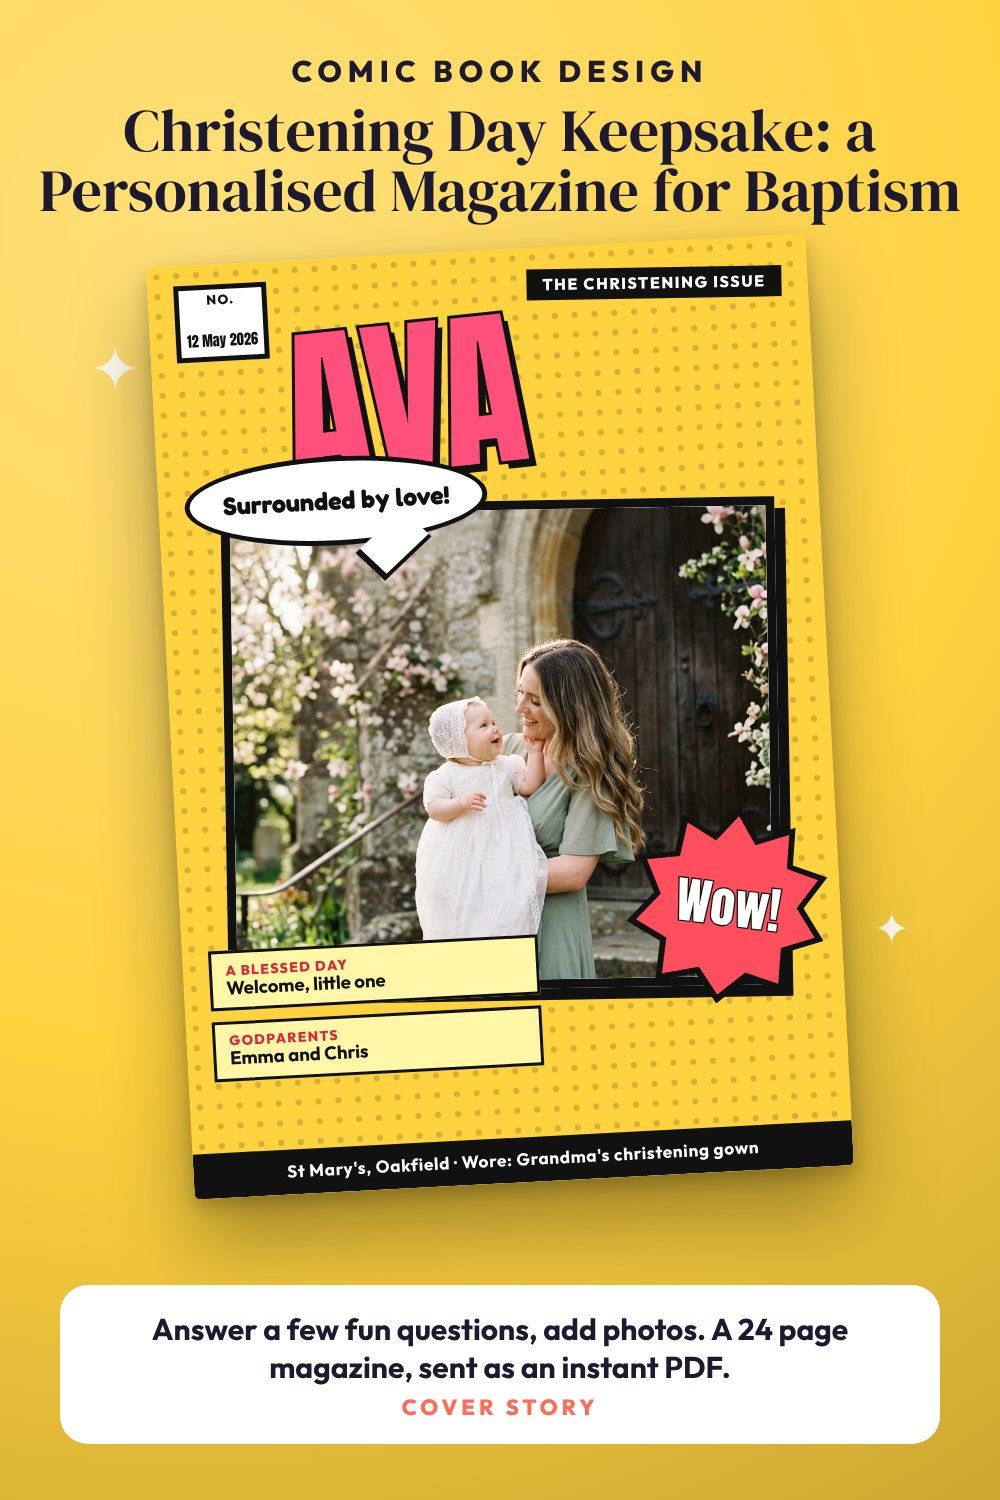 COMIC BOOK DESIGN
Christening Day Keepsake: a
Personalised Magazine for Baptism
NO.
12 May 2026
THE CHRISTENING ISSUE
AVA
Surrounded by love!
Wow!
A BLESSED DAY
Welcome, little one
GODPARENTS
Emma and Chris
St Mary's, Oakfield · Wore: Grandma's christening gown
Answer a few fun questions, add photos. A 24 page
magazine, sent as an instant PDF.
COVER STORY